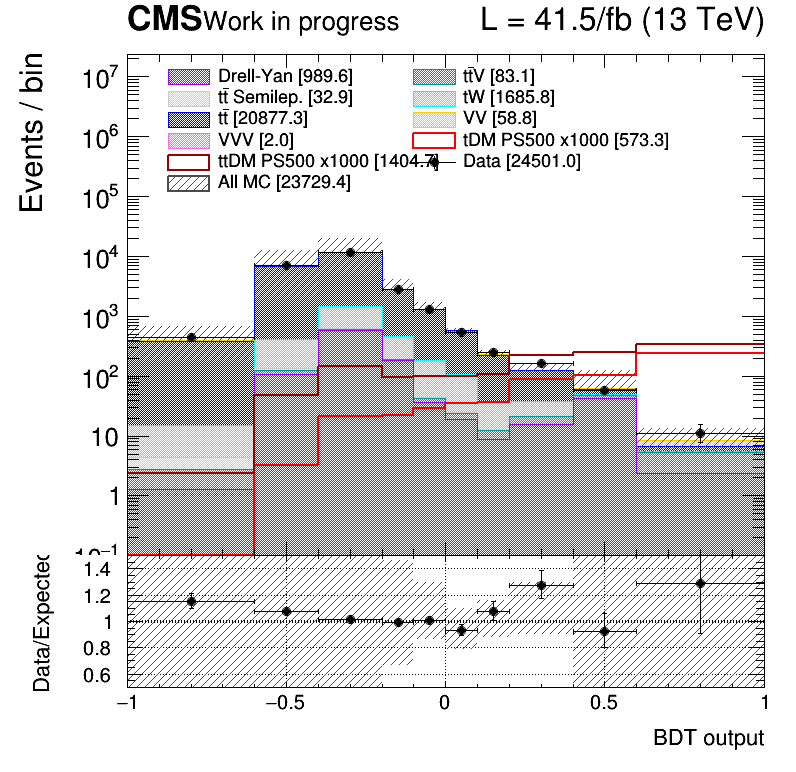 CMS Work in progress L = 41.5/fb (13 TeV)
Events / bin
10⁷
10⁶
10⁵
10⁴
10³
10²
10
1
10⁻¹
Drell-Yan [989.6] tt̄V [83.1]
tt̄ Semilep. [32.9] tW [1685.8]
tt̄ [20877.3] VV [58.8]
VVV [2.0] tDM PS500 x1000 [573.3]
ttDM PS500 x1000 [1404.7] Data [24501.0]
All MC [23729.4]
Data/Expected
1.4
1.2
1
0.8
0.6
−1 −0.5 0 0.5 1
BDT output